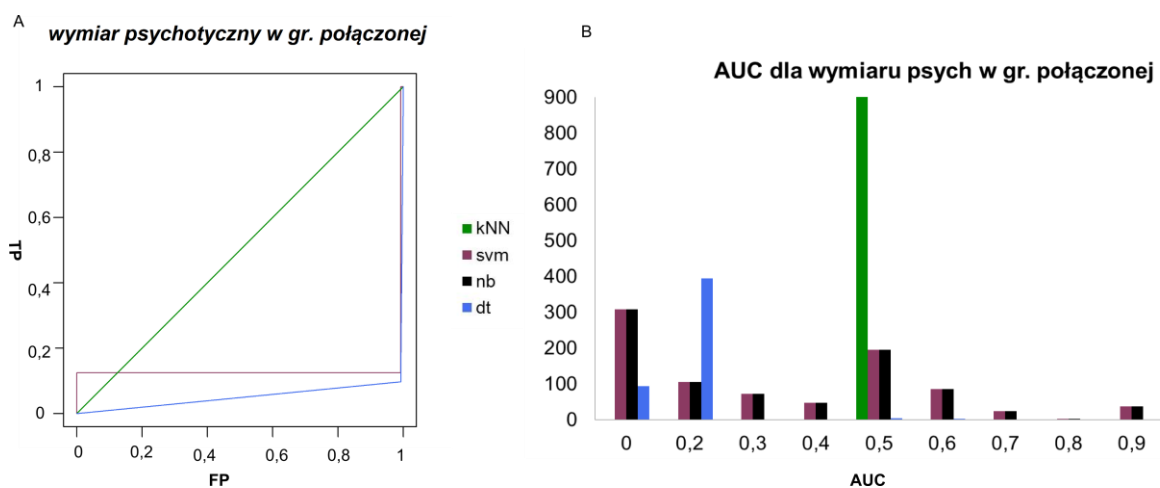 A
wymiar psychotyczny w gr. połączonej
1
0,8
0,6
0,4
0,2
0
TP
0 0,2 0,4 0,6 0,8 1
FP
kNN
svm
nb
dt
B
AUC dla wymiaru psych w gr. połączonej
900
800
700
600
500
400
300
200
100
0
0 0,2 0,3 0,4 0,5 0,6 0,7 0,8 0,9
AUC